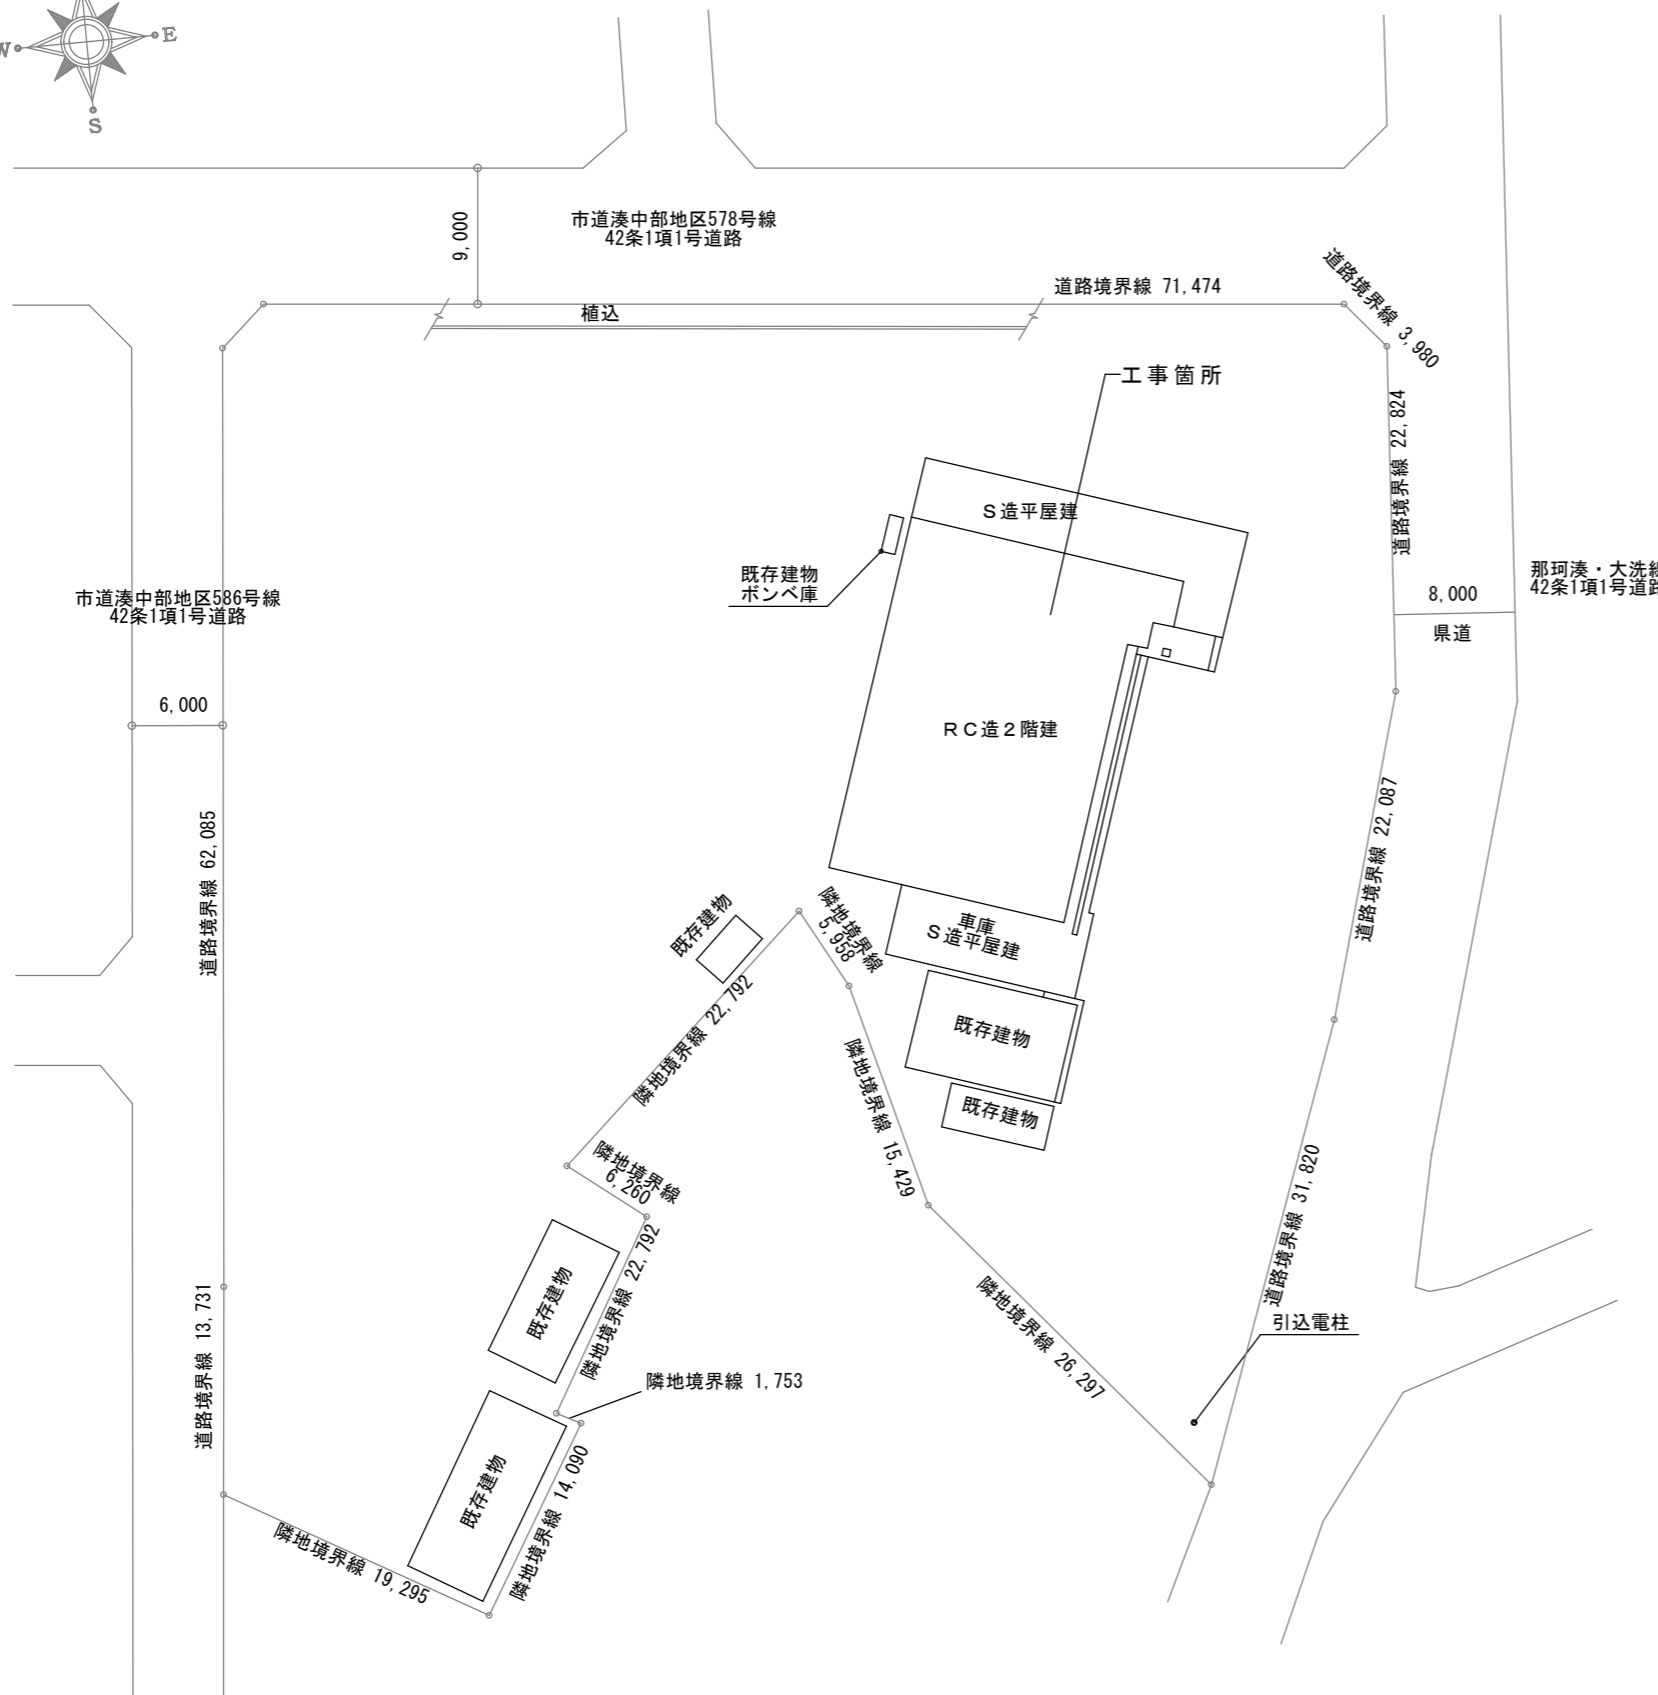 W
E
S
市道湊中部地区578号線
42条1項1号道路
9,000
道路境界線 71,474
植込
道路境界線 3,980
工事箇所
道路境界線 22,824
S造平屋建
既存建物
ボンベ庫
市道湊中部地区586号線
42条1項1号道路
8,000
県道
那珂湊・大洗線
42条1項1号道路
6,000
RC造2階建
道路境界線 62,085
道路境界線 22,087
既存建物
隣地境界線
5,958
車庫
S造平屋建
隣地境界線 22,792
既存建物
隣地境界線 15,429
既存建物
隣地境界線
6,260
道路境界線 31,820
隣地境界線 22,792
既存建物
隣地境界線 26,297
引込電柱
道路境界線 13,731
隣地境界線 1,753
既存建物
隣地境界線 14,090
隣地境界線 19,295